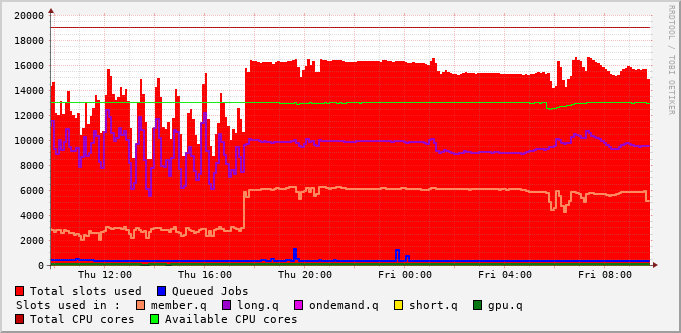 20000
18000
16000
14000
12000
10000
8000
6000
4000
2000
0
Thu 12:00 Thu 16:00 Thu 20:00 Fri 00:00 Fri 04:00 Fri 08:00
RRDTOOL / TOBI OETIKER
Total slots used Queued Jobs
Slots used in : member.q long.q ondemand.q short.q gpu.q
Total CPU cores Available CPU cores